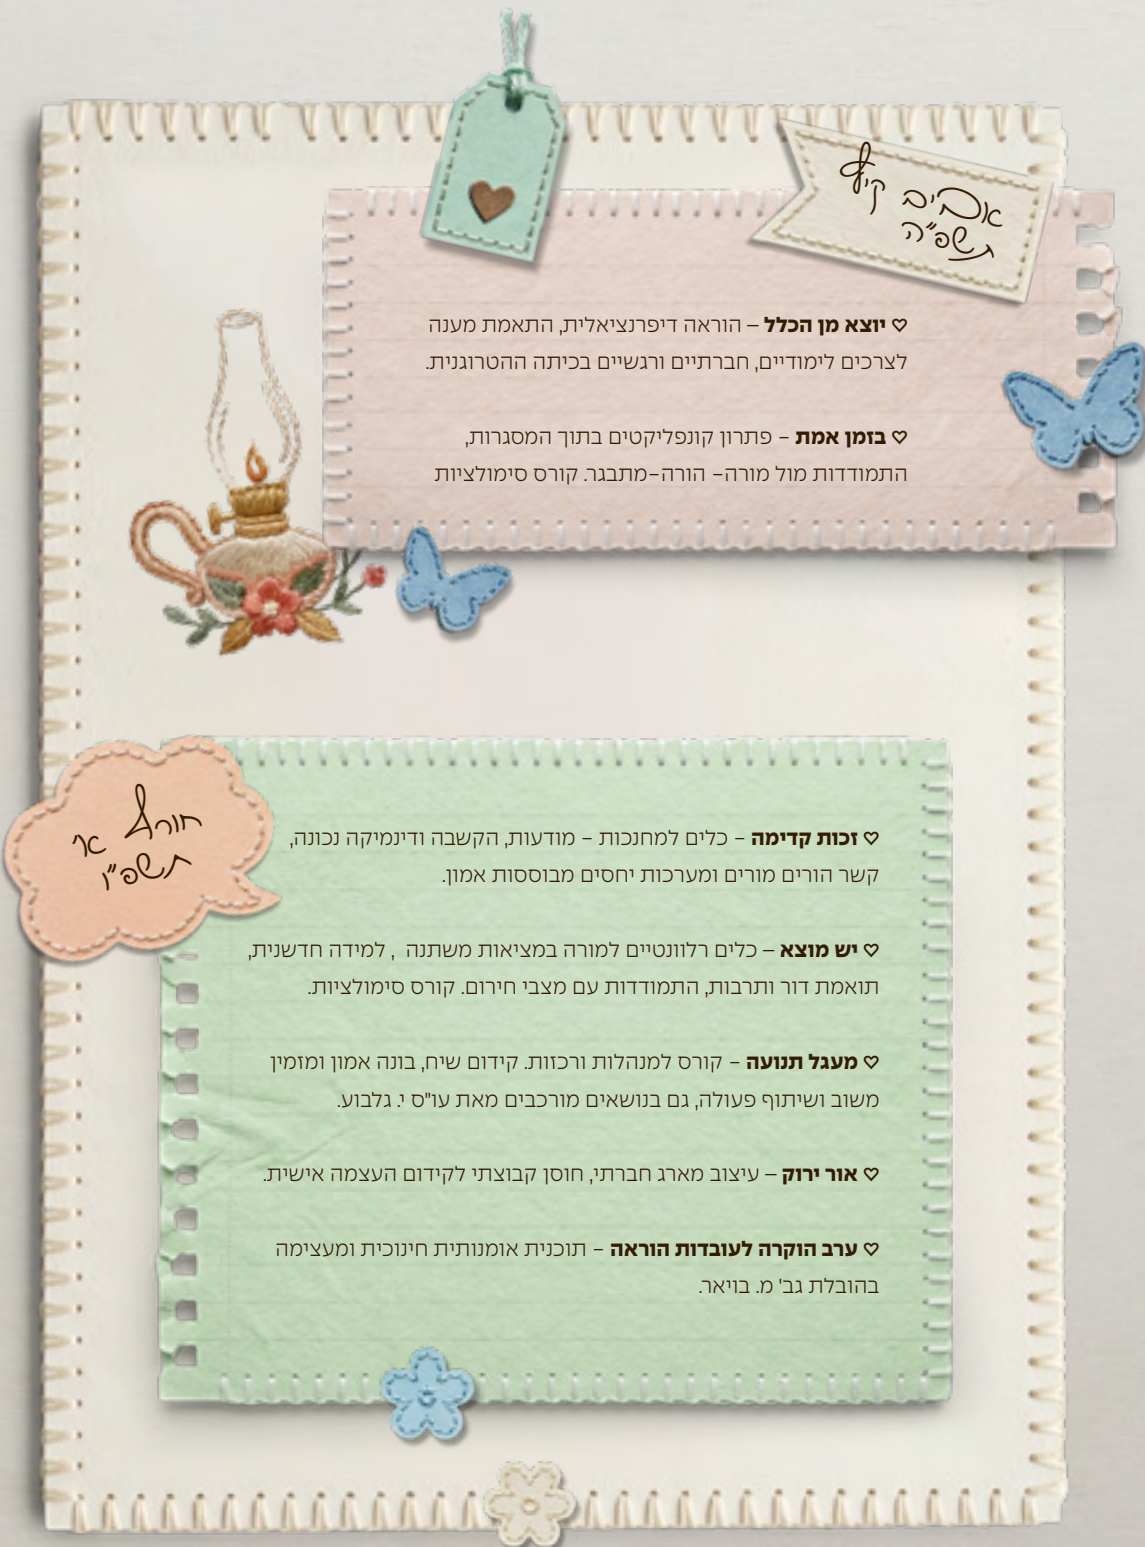 אביב קיץ
תשפ"ה
♡ יוצא מן הכלל – הוראה דיפרנציאלית, התאמת מענה
לצרכים לימודיים, חברתיים ורגשיים בכיתה ההטרוגנית.
♡ בזמן אמת – פתרון קונפליקטים בתוך המסגרות,
התמודדות מול מורה- הורה-מתבגר. קורס סימולציות
חורף א'
תשפ"ו
♡ זכות קדימה – כלים למחנכות – מודעות, הקשבה ודינמיקה נכונה,
קשר הורים מורים ומערכות יחסים מבוססות אמון.
♡ יש מוצא – כלים רלוונטיים למורה במציאות משתנה , למידה חדשנית,
תואמת דור ותרבות, התמודדות עם מצבי חירום. קורס סימולציות.
♡ מעגל תנועה – קורס למנהלות ורכזות. קידום שיח, בונה אמון ומזמין
משוב ושיתוף פעולה, גם בנושאים מורכבים מאת עו"ס י. גלבוע.
♡ אור ירוק – עיצוב מארג חברתי, חוסן קבוצתי לקידום העצמה אישית.
♡ ערב הוקרה לעובדות הוראה – תוכנית אומנותית חינוכית ומעצימה
בהובלת גב' מ. בויאר.